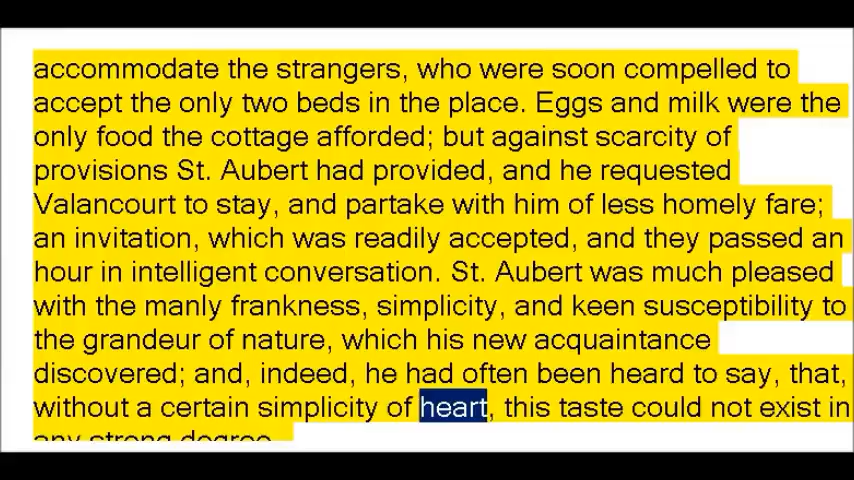 accommodate the strangers, who were soon compelled to
accept the only two beds in the place. Eggs and milk were the
only food the cottage afforded; but against scarcity of
provisions St. Aubert had provided, and he requested
Valancourt to stay, and partake with him of less homely fare;
an invitation, which was readily accepted, and they passed an
hour in intelligent conversation. St. Aubert was much pleased
with the manly frankness, simplicity, and keen susceptibility to
the grandeur of nature, which his new acquaintance
discovered; and, indeed, he had often been heard to say, that,
without a certain simplicity of heart, this taste could not exist in
any strong degree.